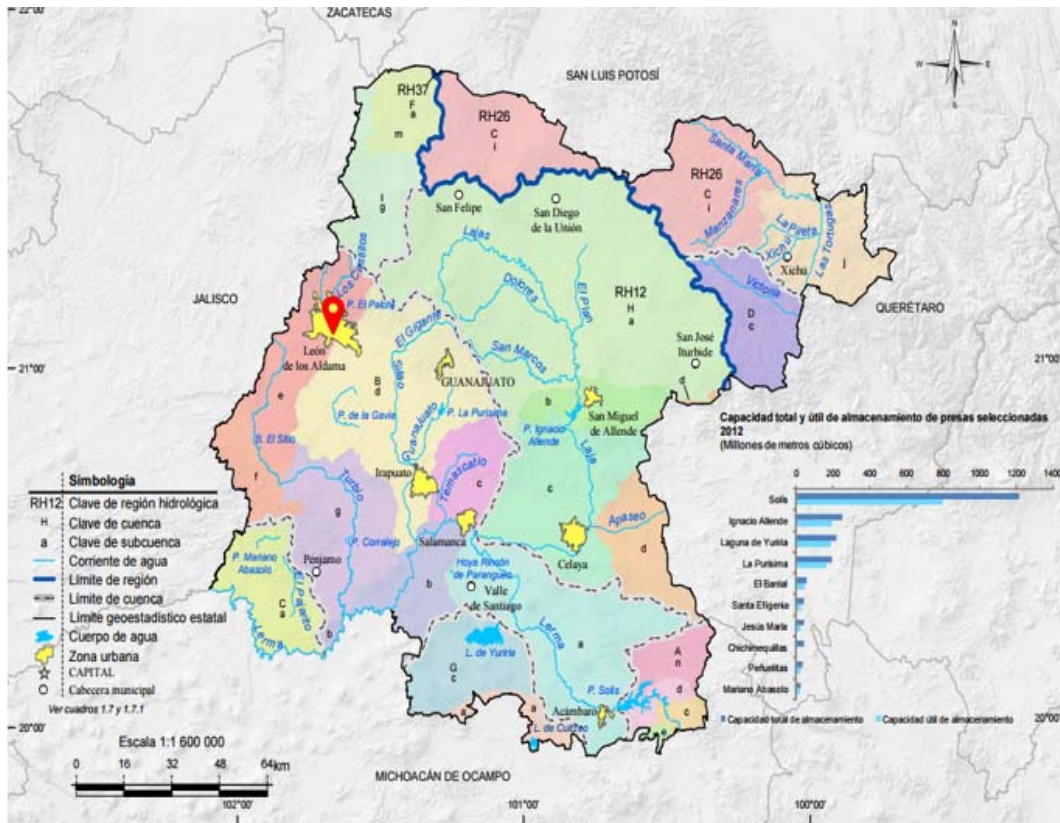 22°00'
ZACATECAS
N
W
E
S
SAN LUIS POTOSÍ
RH37
F
a
m
RH26
C
i
RH26
C
i
Santa María
Manzanares
La Pileta
Xichú
Xichú
Las Tortugas
j
I
g
San Felipe
San Diego
de la Unión
Lajas
Dolores
El Plan
RH12
H
a
Victoria
D
c
QUERÉTARO
JALISCO
Los Castillos
P. El Palote
León
de los Aldama
El Gigante
San José
Iturbide
d
21°00'
21°00'
San Marcos
GUANAJUATO
Silao
B
d
e
P. de la Gavia
Guanajuato
P. La Purísima
b
P. Ignacio
Allende
San Miguel
de Allende
Laja
B. El Sitio
f
Irapuato
Temascatío
c
c
Turbio
g
Apaseo
d
Salamanca
Celaya
P. Corralejo
P. Mariano
Abasolo
Pénjamo
El Pajarito
C
a
b
b
Hoya Rincón
de Parangueo
Valle
de Santiago
Lerma
Lerma
a
L. de Yuriria
G
c
A
n
d
c
e
P. Solís
Acámbaro
a
a
L. de Cuitzeo
MICHOACÁN DE OCAMPO
Capacidad total y útil de almacenamiento de presas seleccionadas
2012
(Millones de metros cúbicos)
0 200 400 600 800 1000 1200 1400
Solís
Ignacio Allende
Laguna de Yuriria
La Purísima
El Barrial
Santa Efigenia
Jesús María
Chichimequillas
Peñuelitas
Mariano Abasolo
Capacidad total de almacenamiento
Capacidad útil de almacenamiento
Simbología
RH12 Clave de región hidrológica
H Clave de cuenca
a Clave de subcuenca
Corriente de agua
Límite de región
Límite de cuenca
Límite geoestadístico estatal
Cuerpo de agua
Zona urbana
CAPITAL
Cabecera municipal
Ver cuadros 1.7 y 1.7.1
20°00'
20°00'
Escala 1:1 600 000
0 16 32 48 64 km
102°00'
101°00'
100°00'